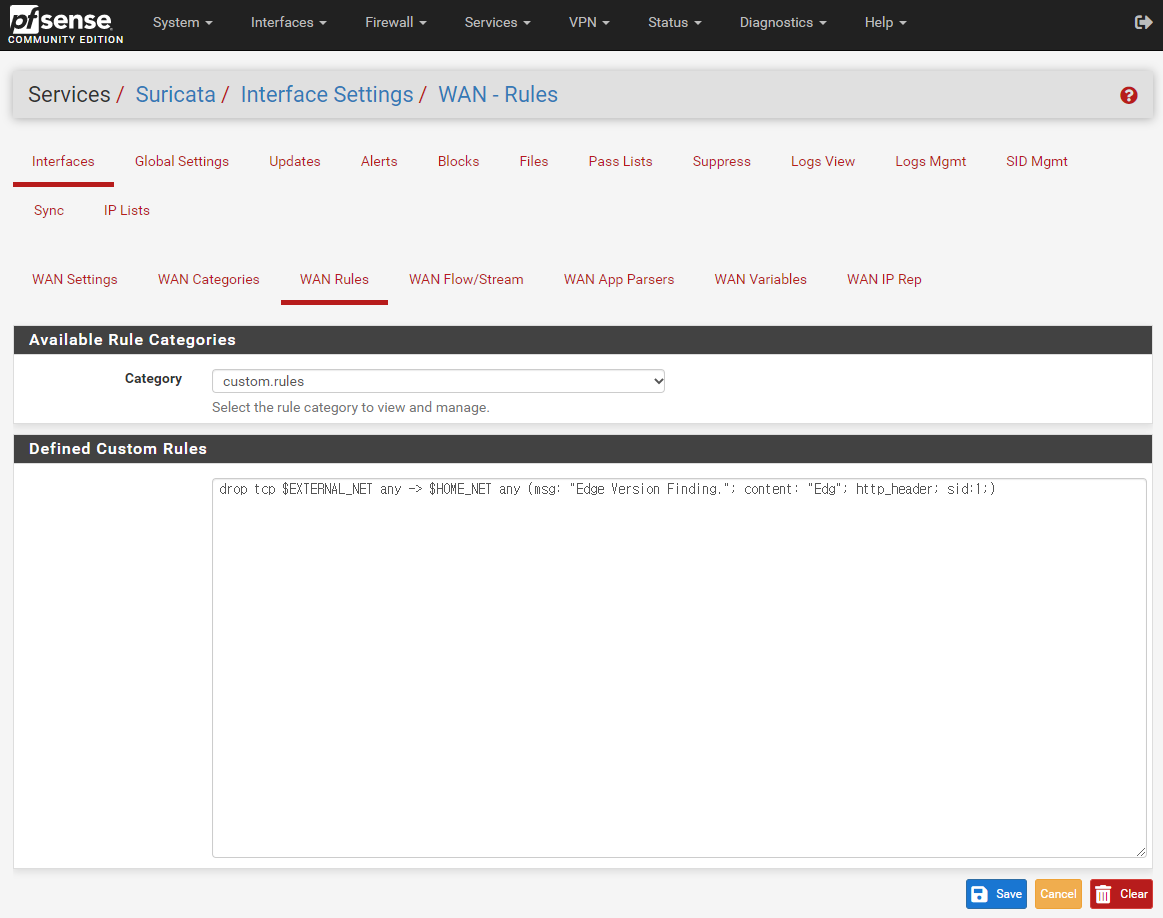 pfsense
COMMUNITY EDITION
System Interfaces Firewall Services VPN Status Diagnostics Help
Services / Suricata / Interface Settings / WAN - Rules
Interfaces Global Settings Updates Alerts Blocks Files Pass Lists Suppress Logs View Logs Mgmt SID Mgmt
Sync IP Lists
WAN Settings WAN Categories WAN Rules WAN Flow/Stream WAN App Parsers WAN Variables WAN IP Rep
Available Rule Categories
Category custom.rules
Select the rule category to view and manage.
Defined Custom Rules
drop tcp $EXTERNAL_NET any -> $HOME_NET any (msg: "Edge Version Finding."; content: "Edg"; http_header; sid:1;)
Save Cancel Clear